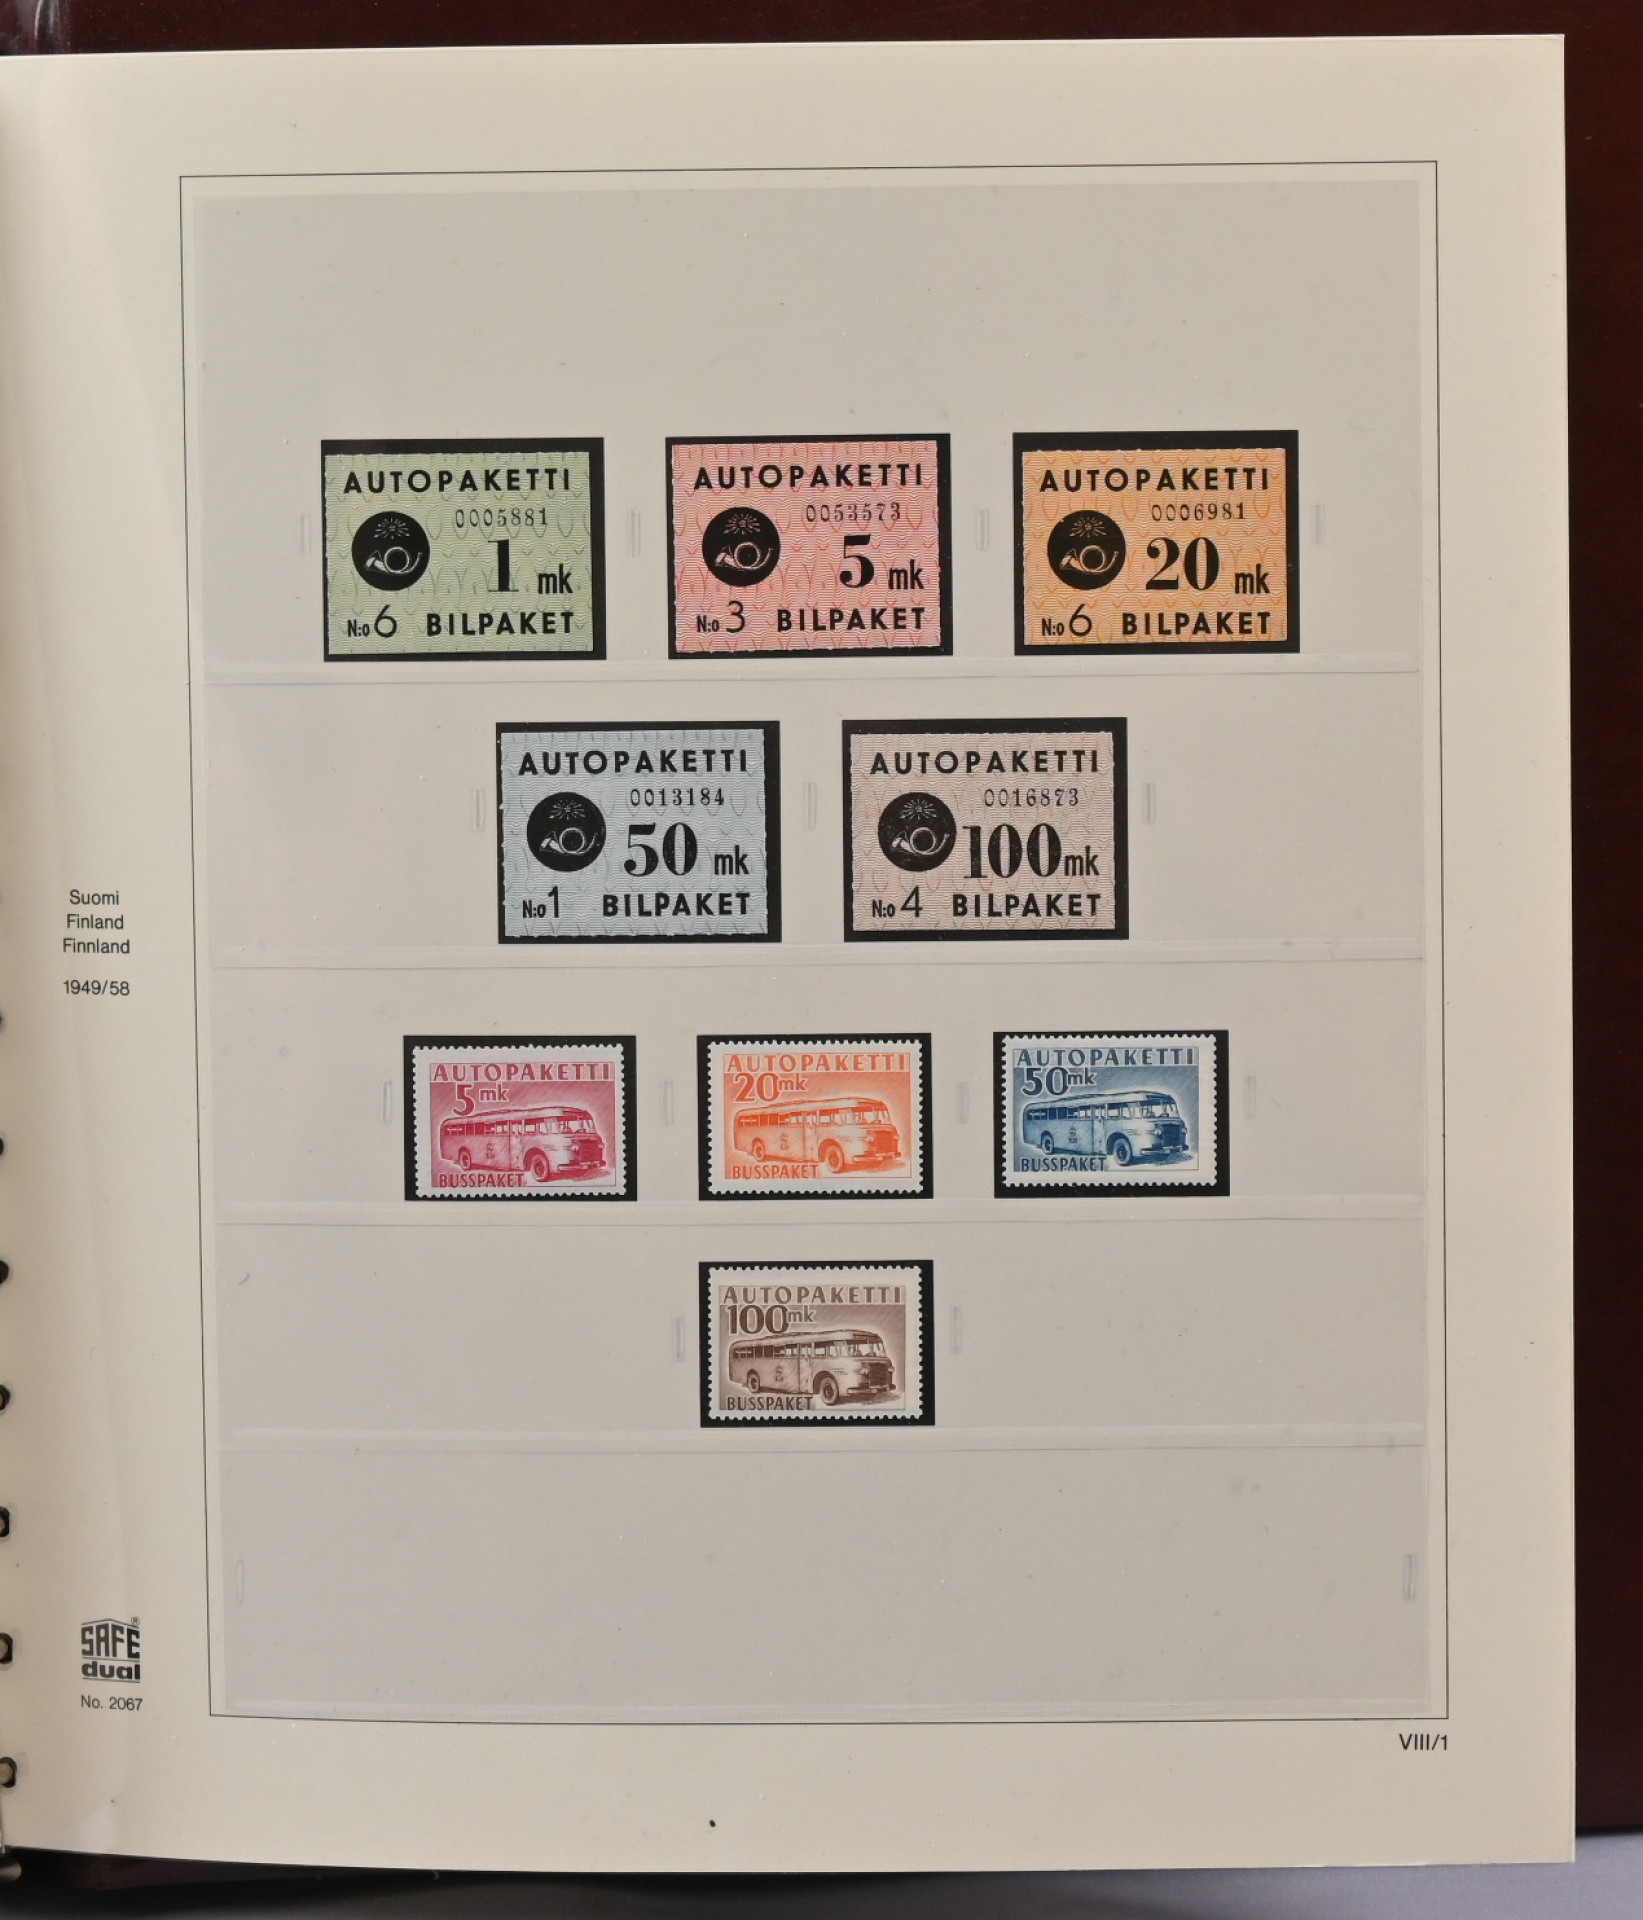 AUTOPAKETTI
0005881
1 mk
N:o 6 BILPAKET
AUTOPAKETTI
0053573
5 mk
N:o 3 BILPAKET
AUTOPAKETTI
0006981
20 mk
N:o 6 BILPAKET
AUTOPAKETTI
0013184
50 mk
N:o 1 BILPAKET
AUTOPAKETTI
0016873
100 mk
N:o 4 BILPAKET
Suomi
Finland
Finnland
1949/58
AUTOPAKETTI
5 mk
BUSSPAKET
AUTOPAKETTI
20 mk
BUSSPAKET
AUTOPAKETTI
50 mk
BUSSPAKET
AUTOPAKETTI
100 mk
BUSSPAKET
SAFE®
dual
No. 2067
VIII/1